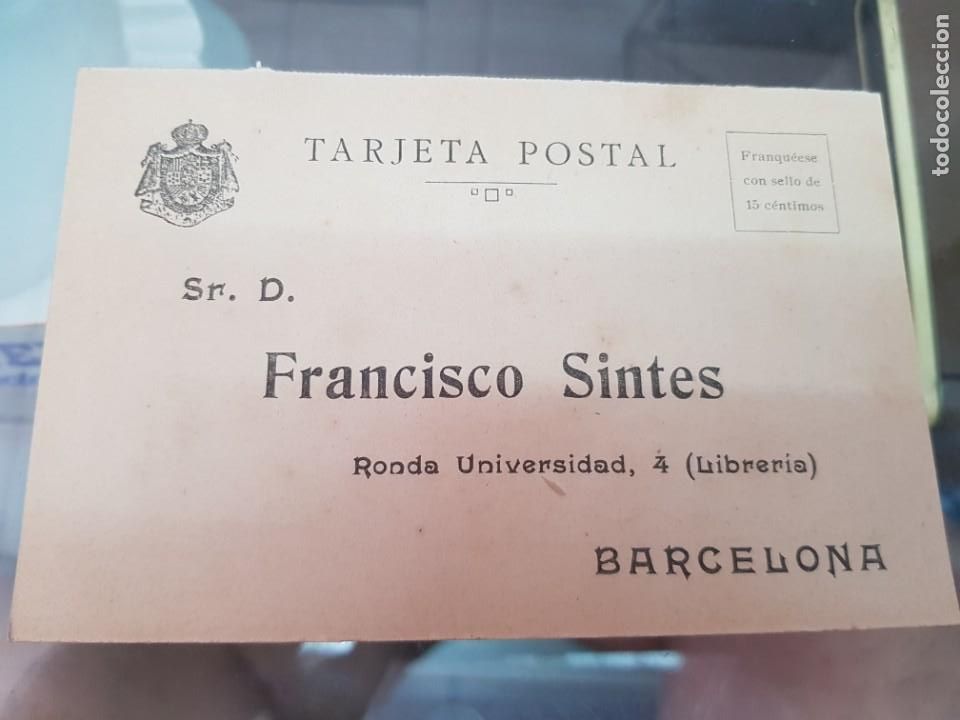 TARJETA POSTAL
Franquéese
con sello de
15 céntimos
Sr. D.
Francisco Sintes
Ronda Universidad, 4 (Librería)
BARCELONA
todocoleccion